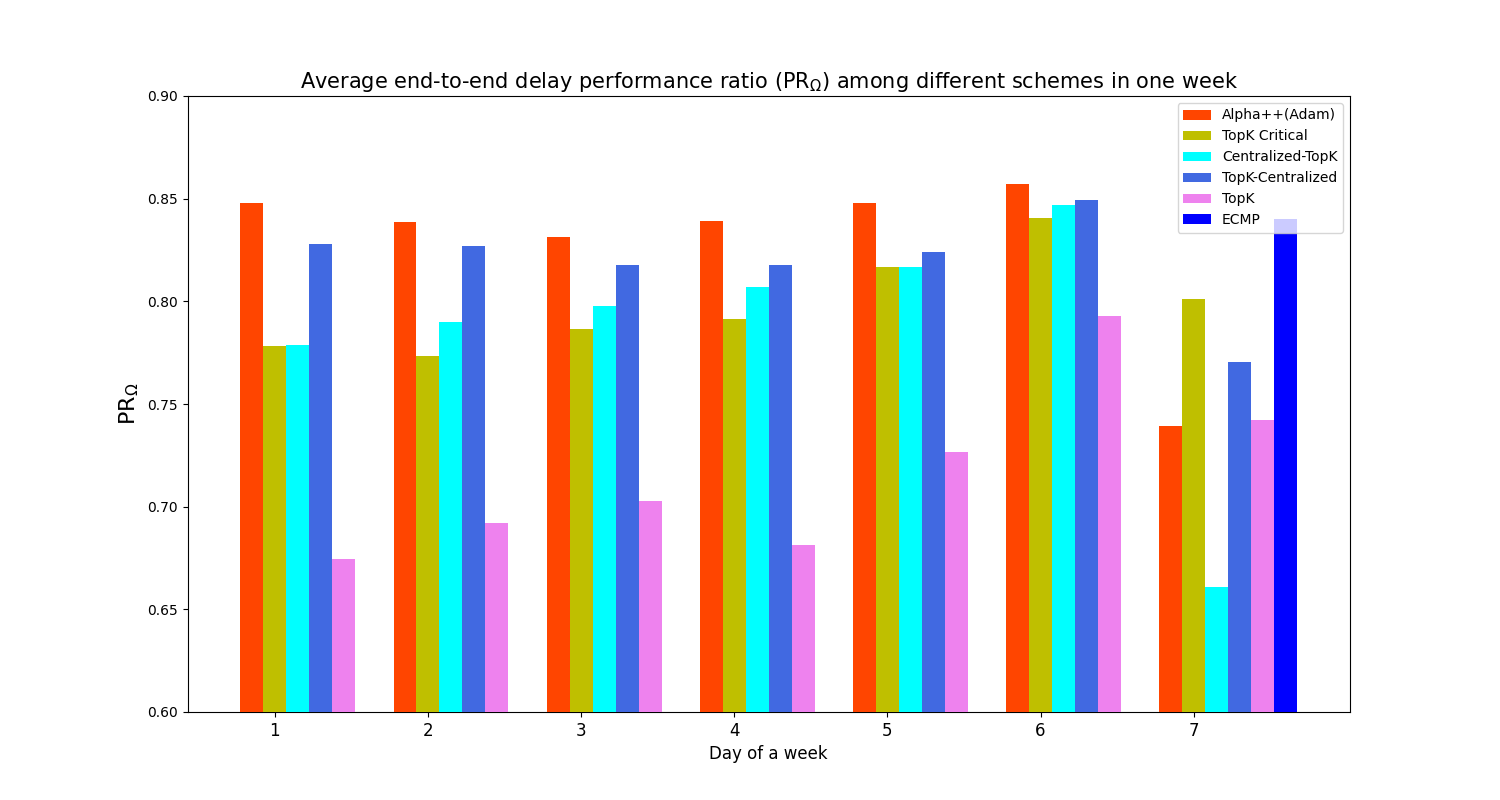 Average end-to-end delay performance ratio (PR_Ω) among different schemes in one week
0.90
0.85
0.80
0.75
0.70
0.65
0.60
PR_Ω
Alpha++(Adam)
TopK Critical
Centralized-TopK
TopK-Centralized
TopK
ECMP
1 2 3 4 5 6 7
Day of a week